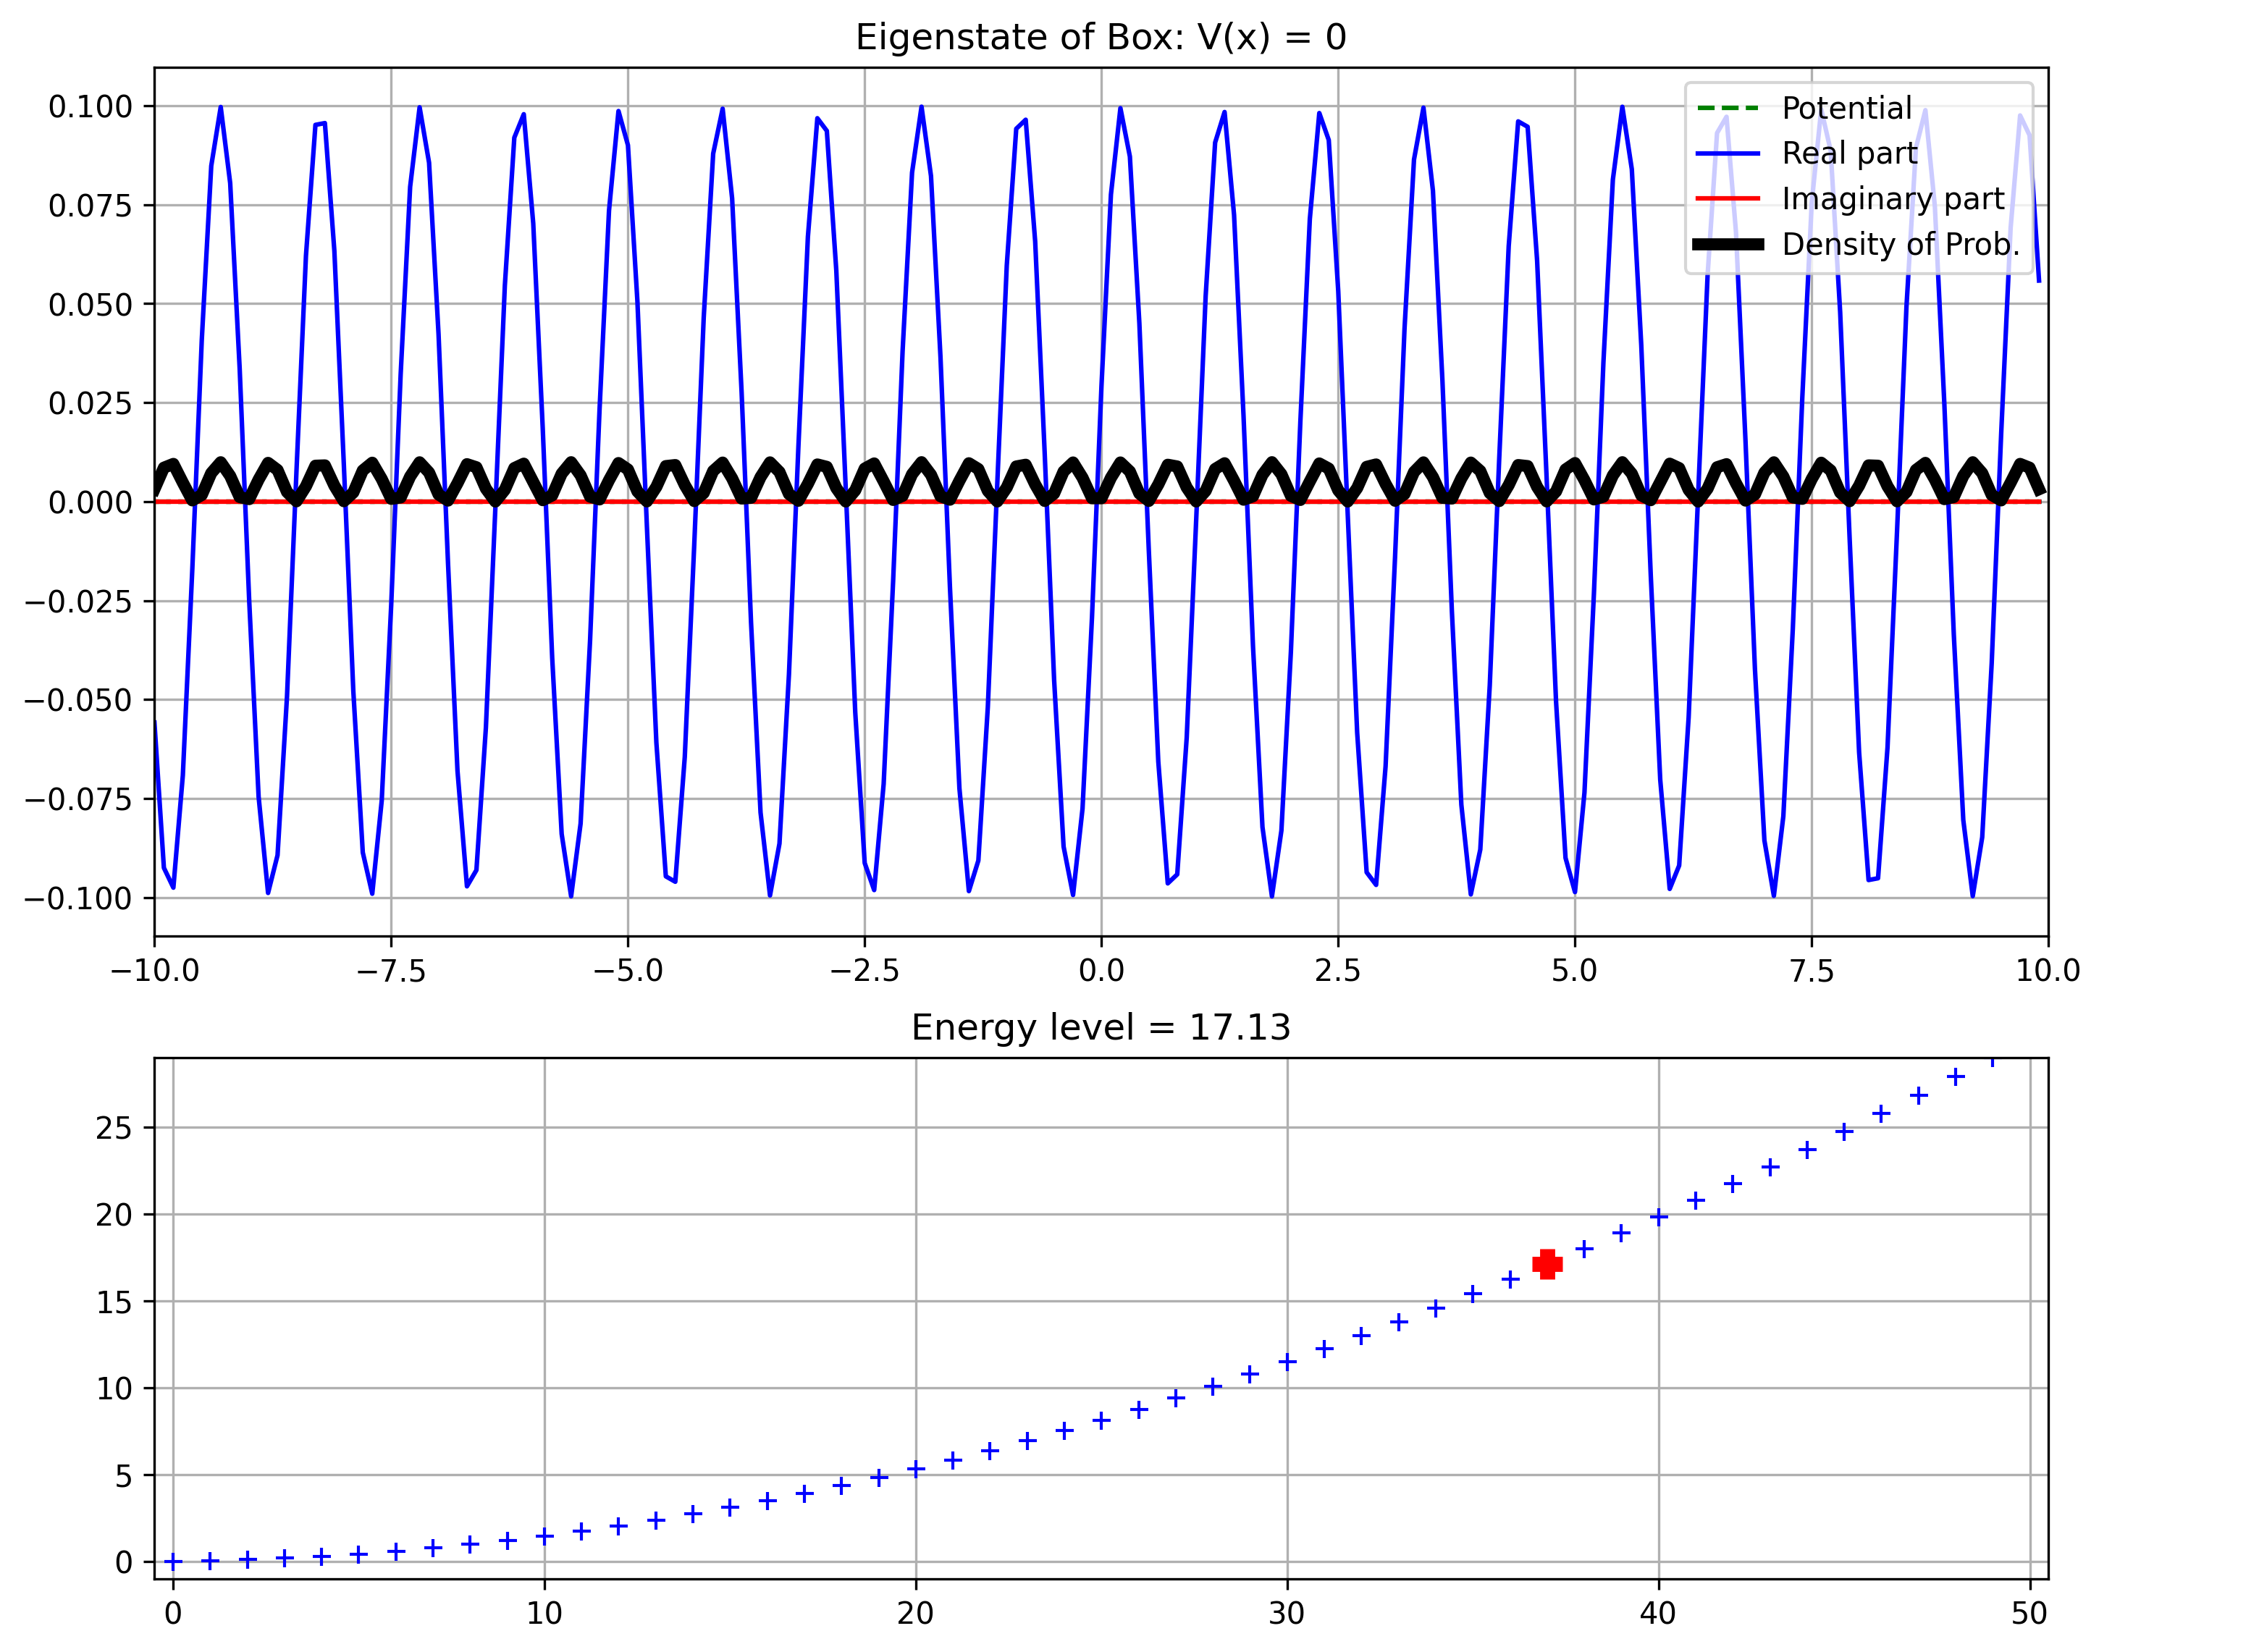 Eigenstate of Box: V(x) = 0
0.100
0.075
0.050
0.025
0.000
−0.025
−0.050
−0.075
−0.100
Potential
Real part
Imaginary part
Density of Prob.
−10.0 −7.5 −5.0 −2.5 0.0 2.5 5.0 7.5 10.0
Energy level = 17.13
25
20
15
10
5
0
0 10 20 30 40 50